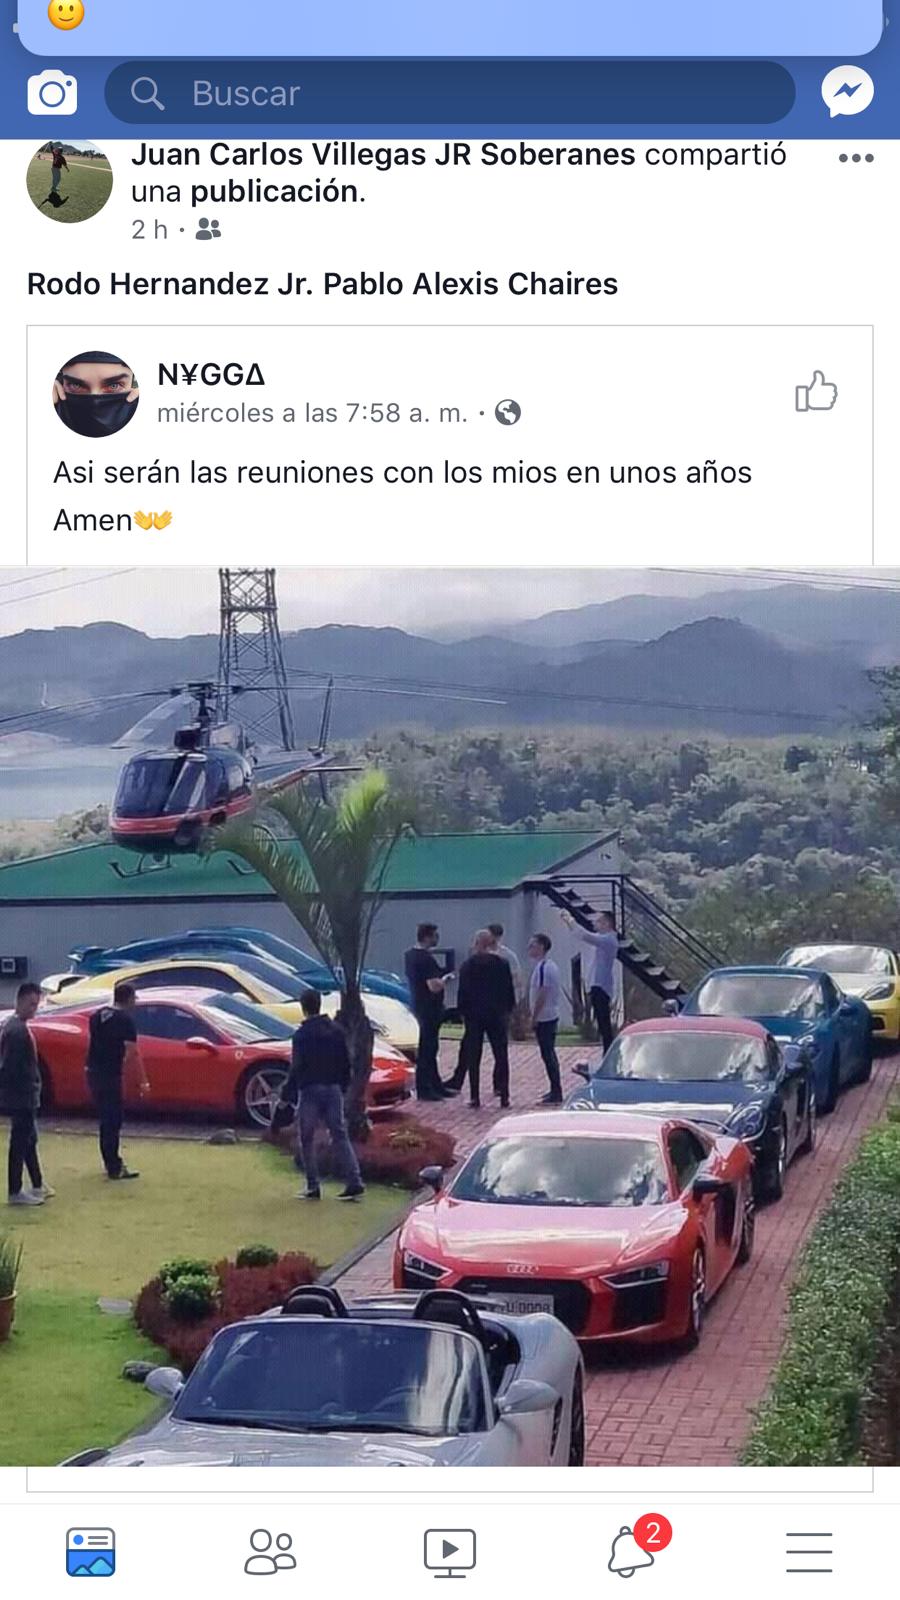 Buscar
Juan Carlos Villegas JR Soberanes compartió
una publicación.
2 h ·
Rodo Hernandez Jr. Pablo Alexis Chaires
N¥GGΔ
miércoles a las 7:58 a. m. ·
Asi serán las reuniones con los mios en unos años
Amen👐
2